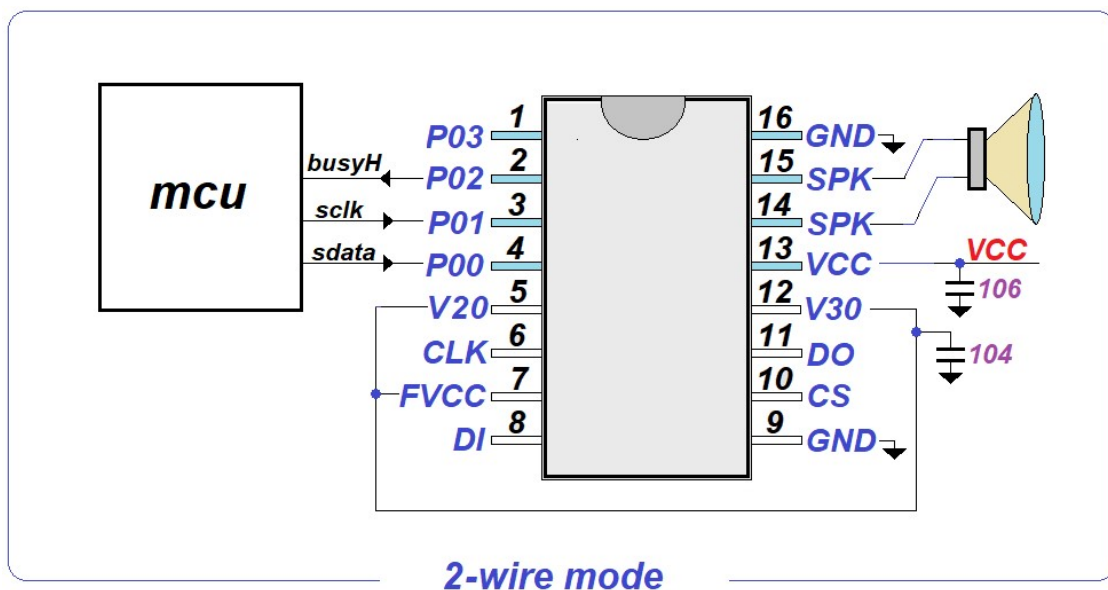 mcu
busyH
sclk
sdata
P03 1
P02 2
P01 3
P00 4
V20 5
CLK 6
FVCC 7
DI 8
16 GND
15 SPK
14 SPK
13 VCC
VCC
106
12 V30
104
11 DO
10 CS
9 GND
2-wire mode